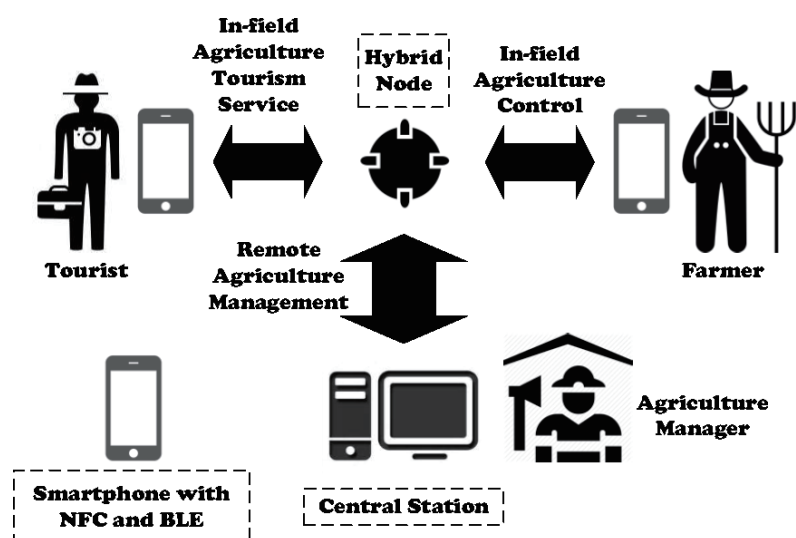 In-field
Agriculture
Tourism
Service
Hybrid
Node
In-field
Agriculture
Control
Tourist
Farmer
Remote
Agriculture
Management
Agriculture
Manager
Smartphone with
NFC and BLE
Central Station